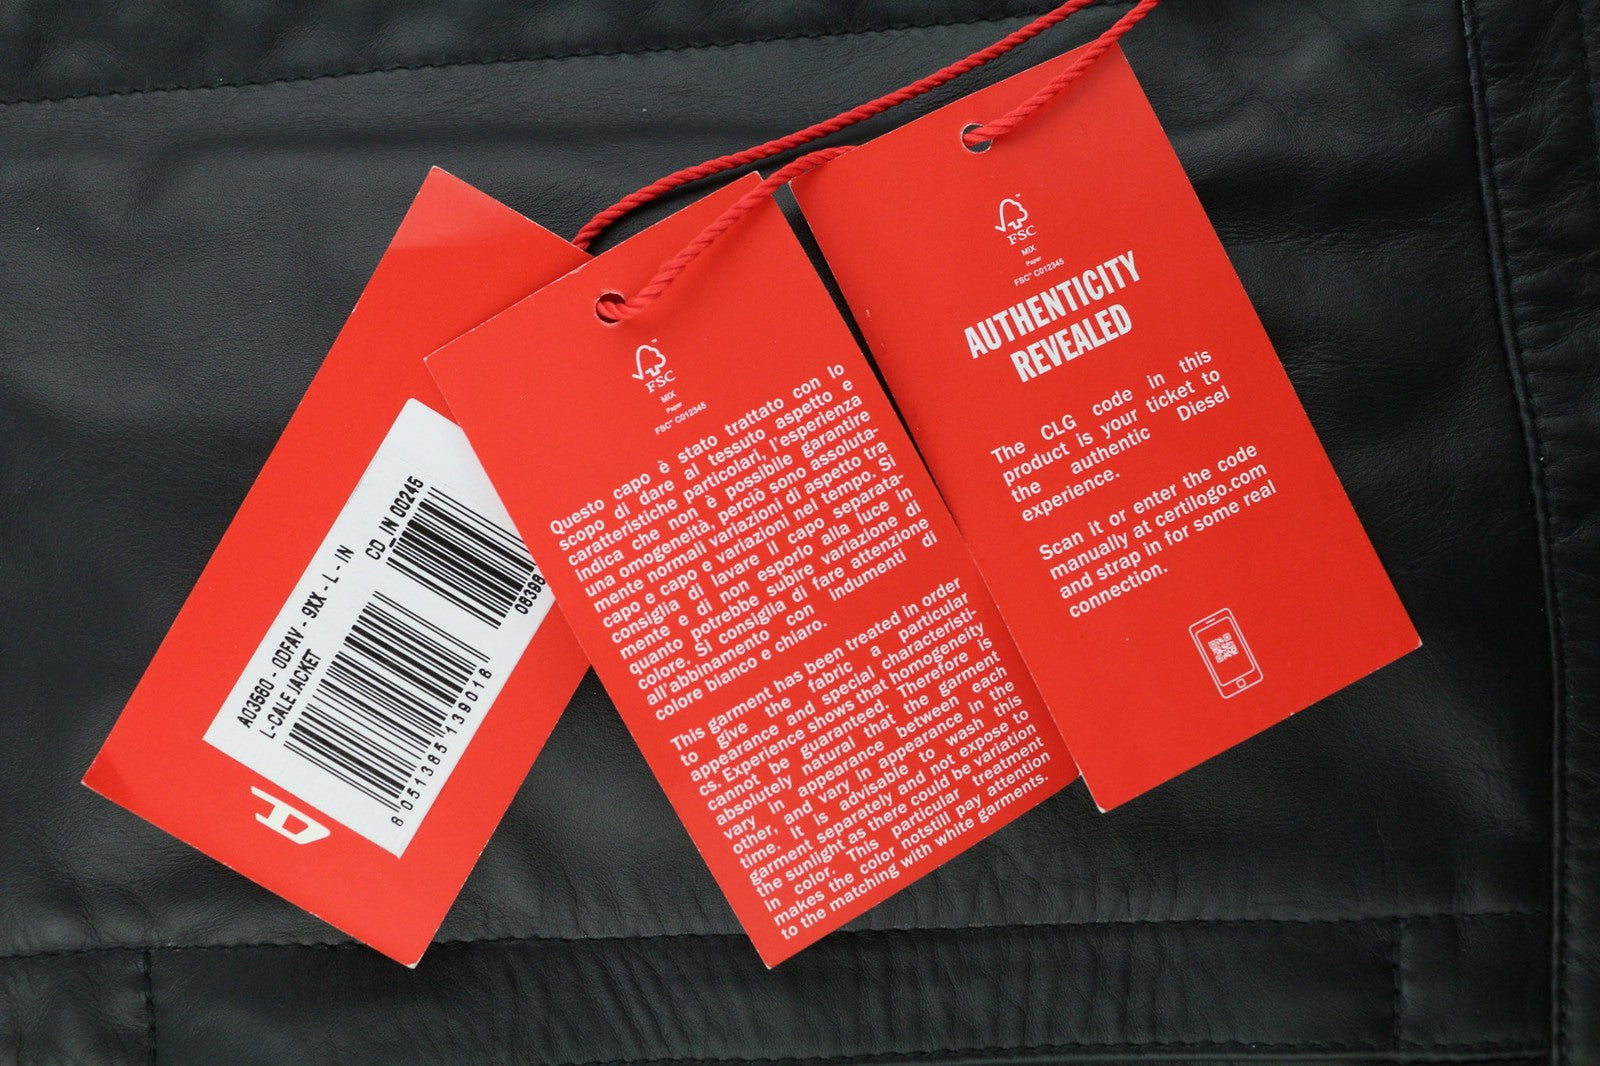 A03580 - 0DFAV - 9XX - L - IN
L-CALE JACKET
CD_IN 00245
08398
8 051385 139018
FSC
MIX
Paper
FSC™ C012345
Questo capo è stato trattato con lo
scopo di dare al tessuto aspetto e
caratteristiche particolari, l'esperienza
indica che non è possibile garantire
una omogeneità, perciò sono assoluta-
mente normali variazioni di aspetto tra
capo e capo e variazioni nel tempo. Si
consiglia di lavare il capo separata-
mente e di non esporlo alla luce in
quanto potrebbe subire variazione di
colore. Si consiglia di fare attenzione
all'abbinamento con indumenti di
colore bianco e chiaro.
This garment has been treated in order
to give the fabric a particular
appearance and special characteristi-
cs. Experience shows that homogeneity
cannot be guaranteed. Therefore is
absolutely natural that the garment
vary in appearance between each
other, and vary in appearance in the
time. It is advisable to wash this
garment separately and not expose to
the sunlight as there could be variation
in color. This particular treatment
makes the color notstill pay attention
to the matching with white garments.
FSC
MIX
Paper
FSC™ C012345
AUTHENTICITY
REVEALED
The CLG code in this
product is your ticket to
the authentic Diesel
experience.
Scan it or enter the code
manually at certilogo.com
and strap in for some real
connection.